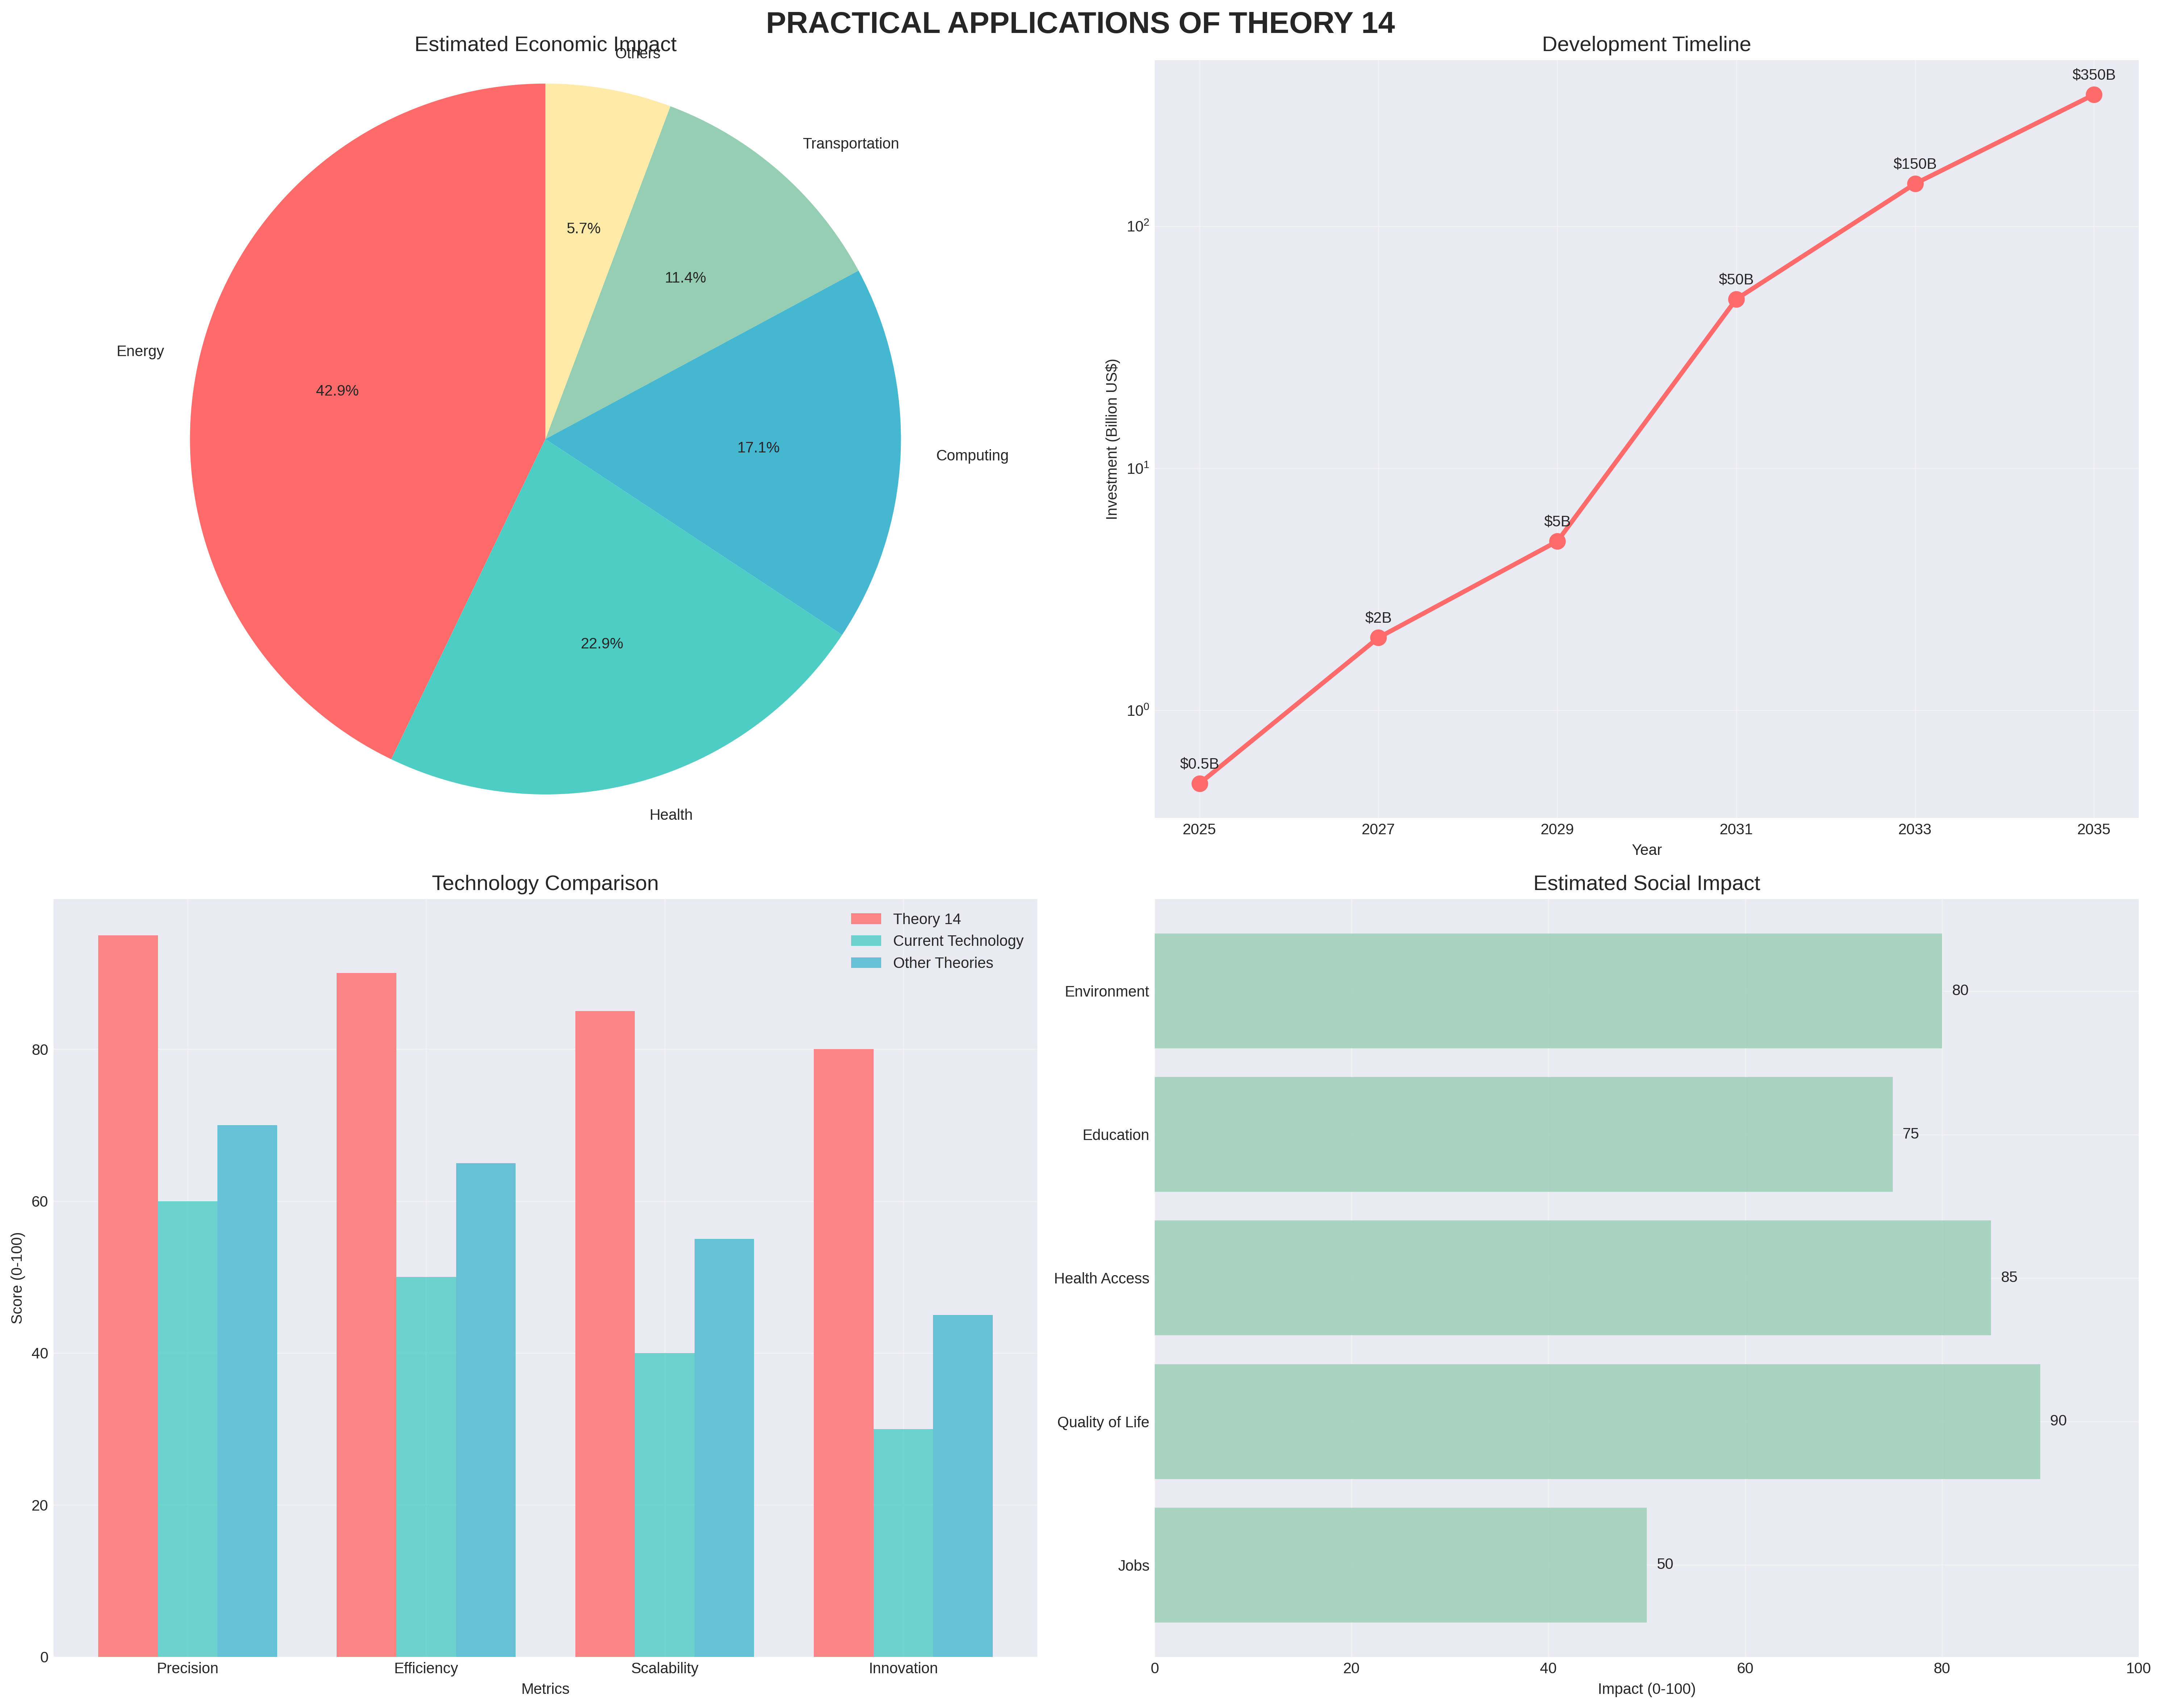 PRACTICAL APPLICATIONS OF THEORY 14
Estimated Economic Impact
Others
Transportation
5.7%
11.4%
Energy
42.9%
17.1%
Computing
22.9%
Health
Development Timeline
$350B
$150B
10²
$50B
Investment (Billion US$)
10¹
$5B
$2B
10⁰
$0.5B
2025 2027 2029 2031 2033 2035
Year
Technology Comparison
Theory 14
Current Technology
Other Theories
80
60
Score (0-100)
40
20
0
Precision Efficiency Scalability Innovation
Metrics
Estimated Social Impact
Environment 80
Education 75
Health Access 85
Quality of Life 90
Jobs 50
0 20 40 60 80 100
Impact (0-100)